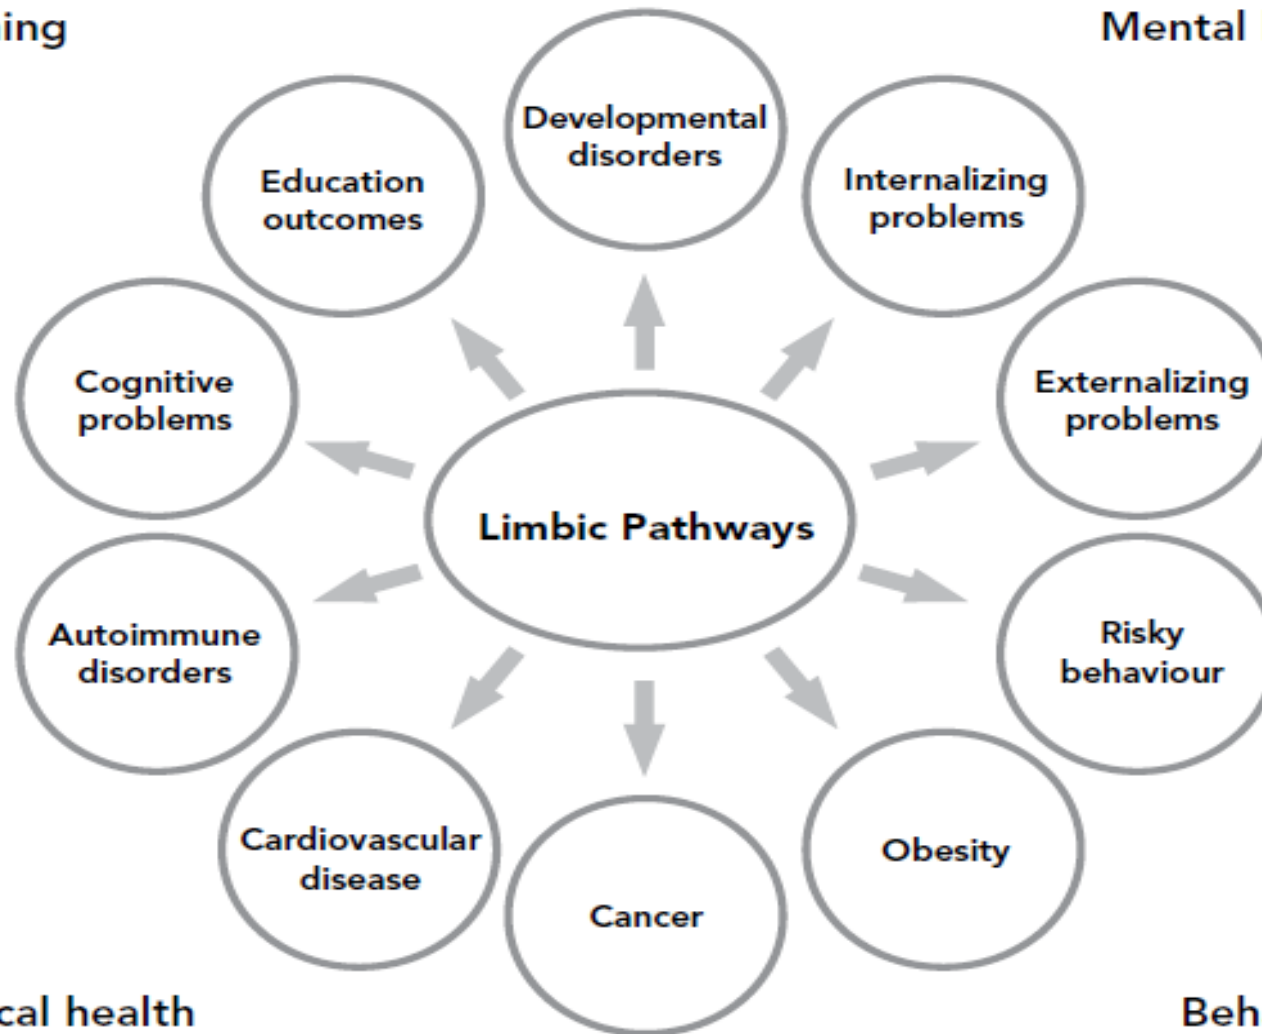 ing
Mental
Developmental
disorders
Education
outcomes
Internalizing
problems
Cognitive
problems
Externalizing
problems
Limbic Pathways
Autoimmune
disorders
Risky
behaviour
Cardiovascular
disease
Obesity
Cancer
cal health
Beh